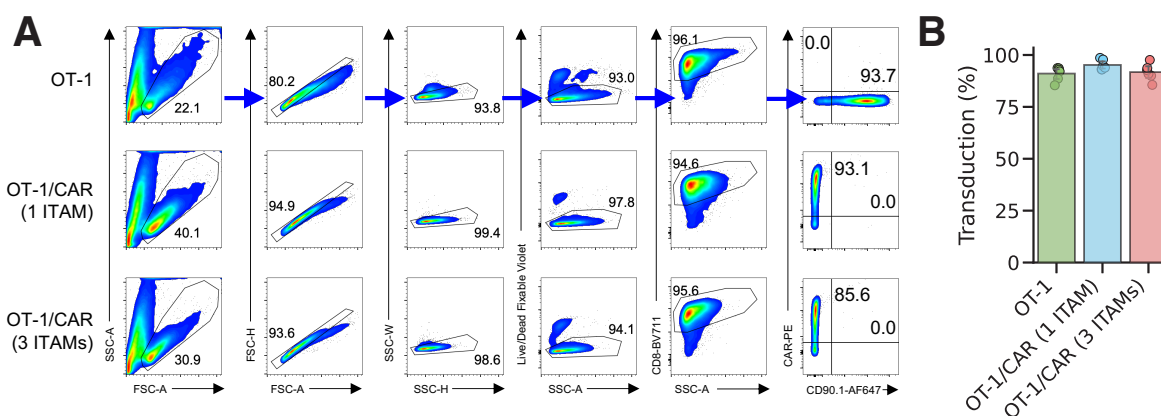 A
B
OT-1
22.1
80.2
93.8
93.0
96.1
0.0
93.7
OT-1/CAR
(1 ITAM)
40.1
94.9
99.4
97.8
94.6
93.1
0.0
OT-1/CAR
(3 ITAMs)
30.9
93.6
98.6
94.1
95.6
85.6
0.0
SSC-A
FSC-H
SSC-W
Live/Dead Fixable Violet
CD8-BV711
CAR-PE
FSC-A
FSC-A
SSC-H
SSC-A
SSC-A
CD90.1-AF647
Transduction (%)
100
75
50
25
0
OT-1
OT-1/CAR (1 ITAM)
OT-1/CAR (3 ITAMs)